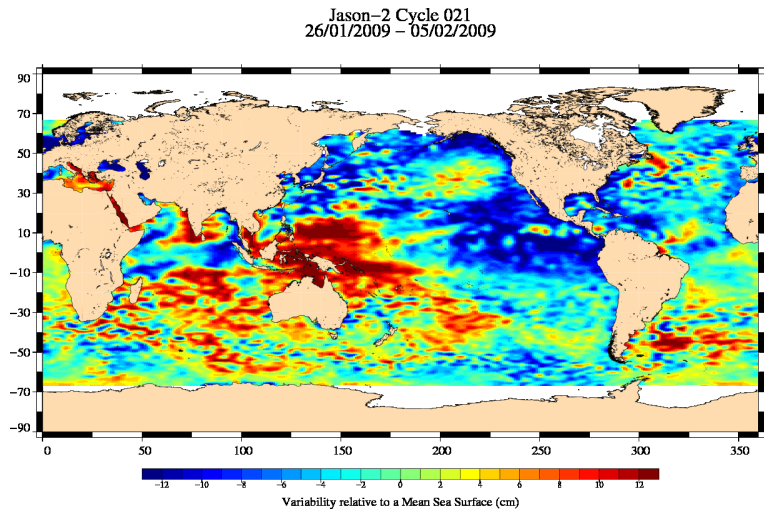 Jason-2 Cycle 021
26/01/2009 - 05/02/2009
90
70
50
30
10
-10
-30
-50
-70
-90
0 50 100 150 200 250 300 350
-12 -10 -8 -6 -4 -2 0 2 4 6 8 10 12
Variability relative to a Mean Sea Surface (cm)